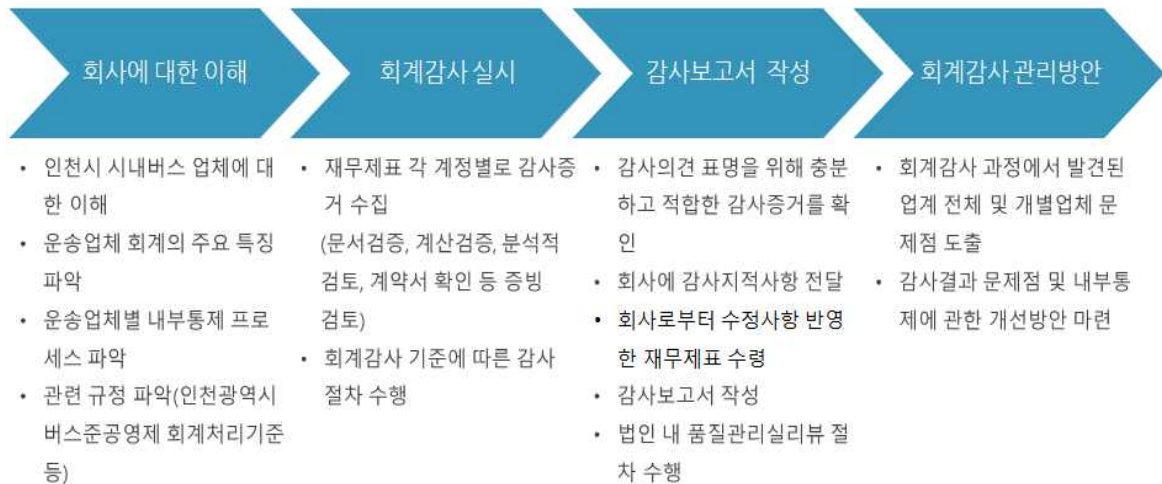 회사에 대한 이해
회계감사 실시
감사보고서 작성
회계감사 관리방안
• 인천시 시내버스 업체에 대
한 이해
• 운송업체 회계의 주요 특징
파악
• 운송업체별 내부통제 프로
세스 파악
• 관련 규정 파악(인천광역시
버스준공영제 회계처리기준
등)
• 재무제표 각 계정별로 감사증
거 수집
(문서검증, 계산검증, 분석적
검토, 계약서 확인 등 증빙
검토)
• 회계감사 기준에 따른 감사
절차 수행
• 감사의견 표명을 위해 충분
하고 적합한 감사증거를 확
인
• 회사에 감사지적사항 전달
• 회사로부터 수정사항 반영
한 재무제표 수령
• 감사보고서 작성
• 법인 내 품질관리실리뷰 절
차 수행
• 회계감사 과정에서 발견된
업계 전체 및 개별업체 문
제점 도출
• 감사결과 문제점 및 내부통
제에 관한 개선방안 마련